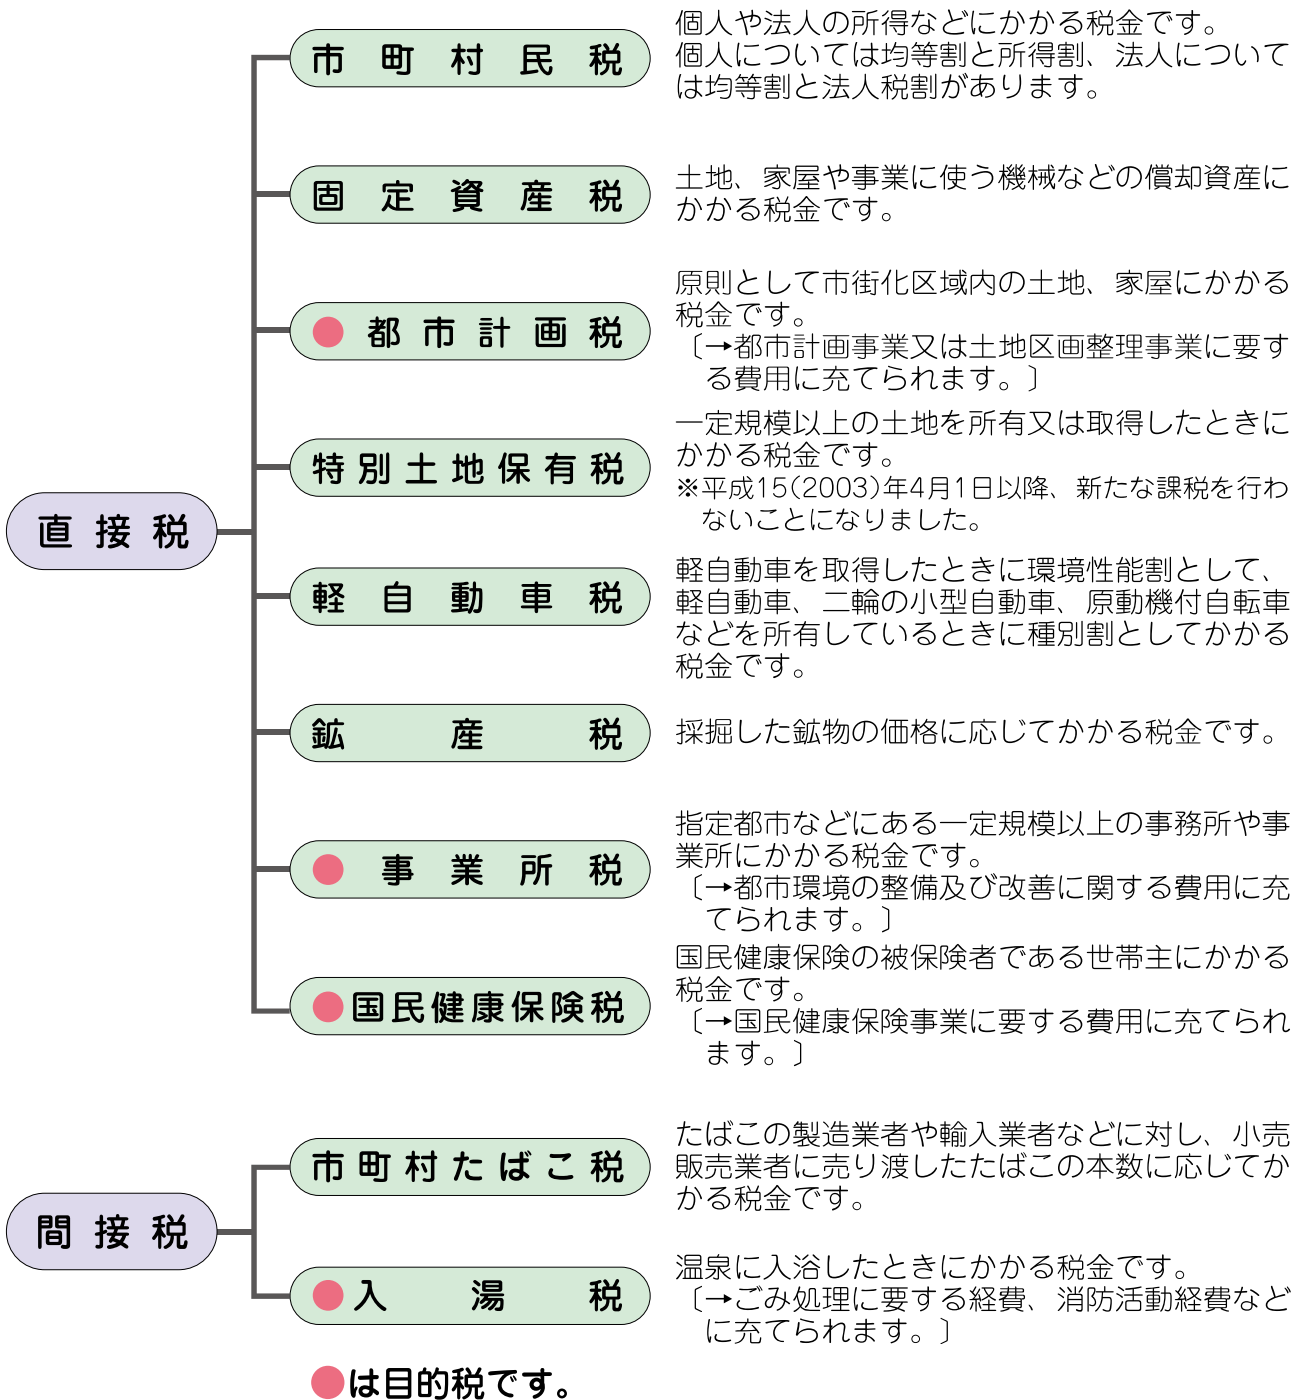 直接税
市町村民税
個人や法人の所得などにかかる税金です。
個人については均等割と所得割、法人について
は均等割と法人税割があります。
固定資産税
土地、家屋や事業に使う機械などの償却資産に
かかる税金です。
●都市計画税
原則として市街化区域内の土地、家屋にかかる
税金です。
〔→都市計画事業又は土地区画整理事業に要す
る費用に充てられます。〕
特別土地保有税
一定規模以上の土地を所有又は取得したときに
かかる税金です。
※平成15(2003)年4月1日以降、新たな課税を行わ
ないことになりました。
軽自動車税
軽自動車を取得したときに環境性能割として、
軽自動車、二輪の小型自動車、原動機付自転車
などを所有しているときに種別割としてかかる
税金です。
鉱産税
採掘した鉱物の価格に応じてかかる税金です。
●事業所税
指定都市などにある一定規模以上の事務所や事
業所にかかる税金です。
〔→都市環境の整備及び改善に関する費用に充
てられます。〕
●国民健康保険税
国民健康保険の被保険者である世帯主にかかる
税金です。
〔→国民健康保険事業に要する費用に充てられ
ます。〕
間接税
市町村たばこ税
たばこの製造業者や輸入業者などに対し、小売
販売業者に売り渡したたばこの本数に応じてか
かる税金です。
●入湯税
温泉に入浴したときにかかる税金です。
〔→ごみ処理に要する経費、消防活動経費など
に充てられます。〕
●は目的税です。